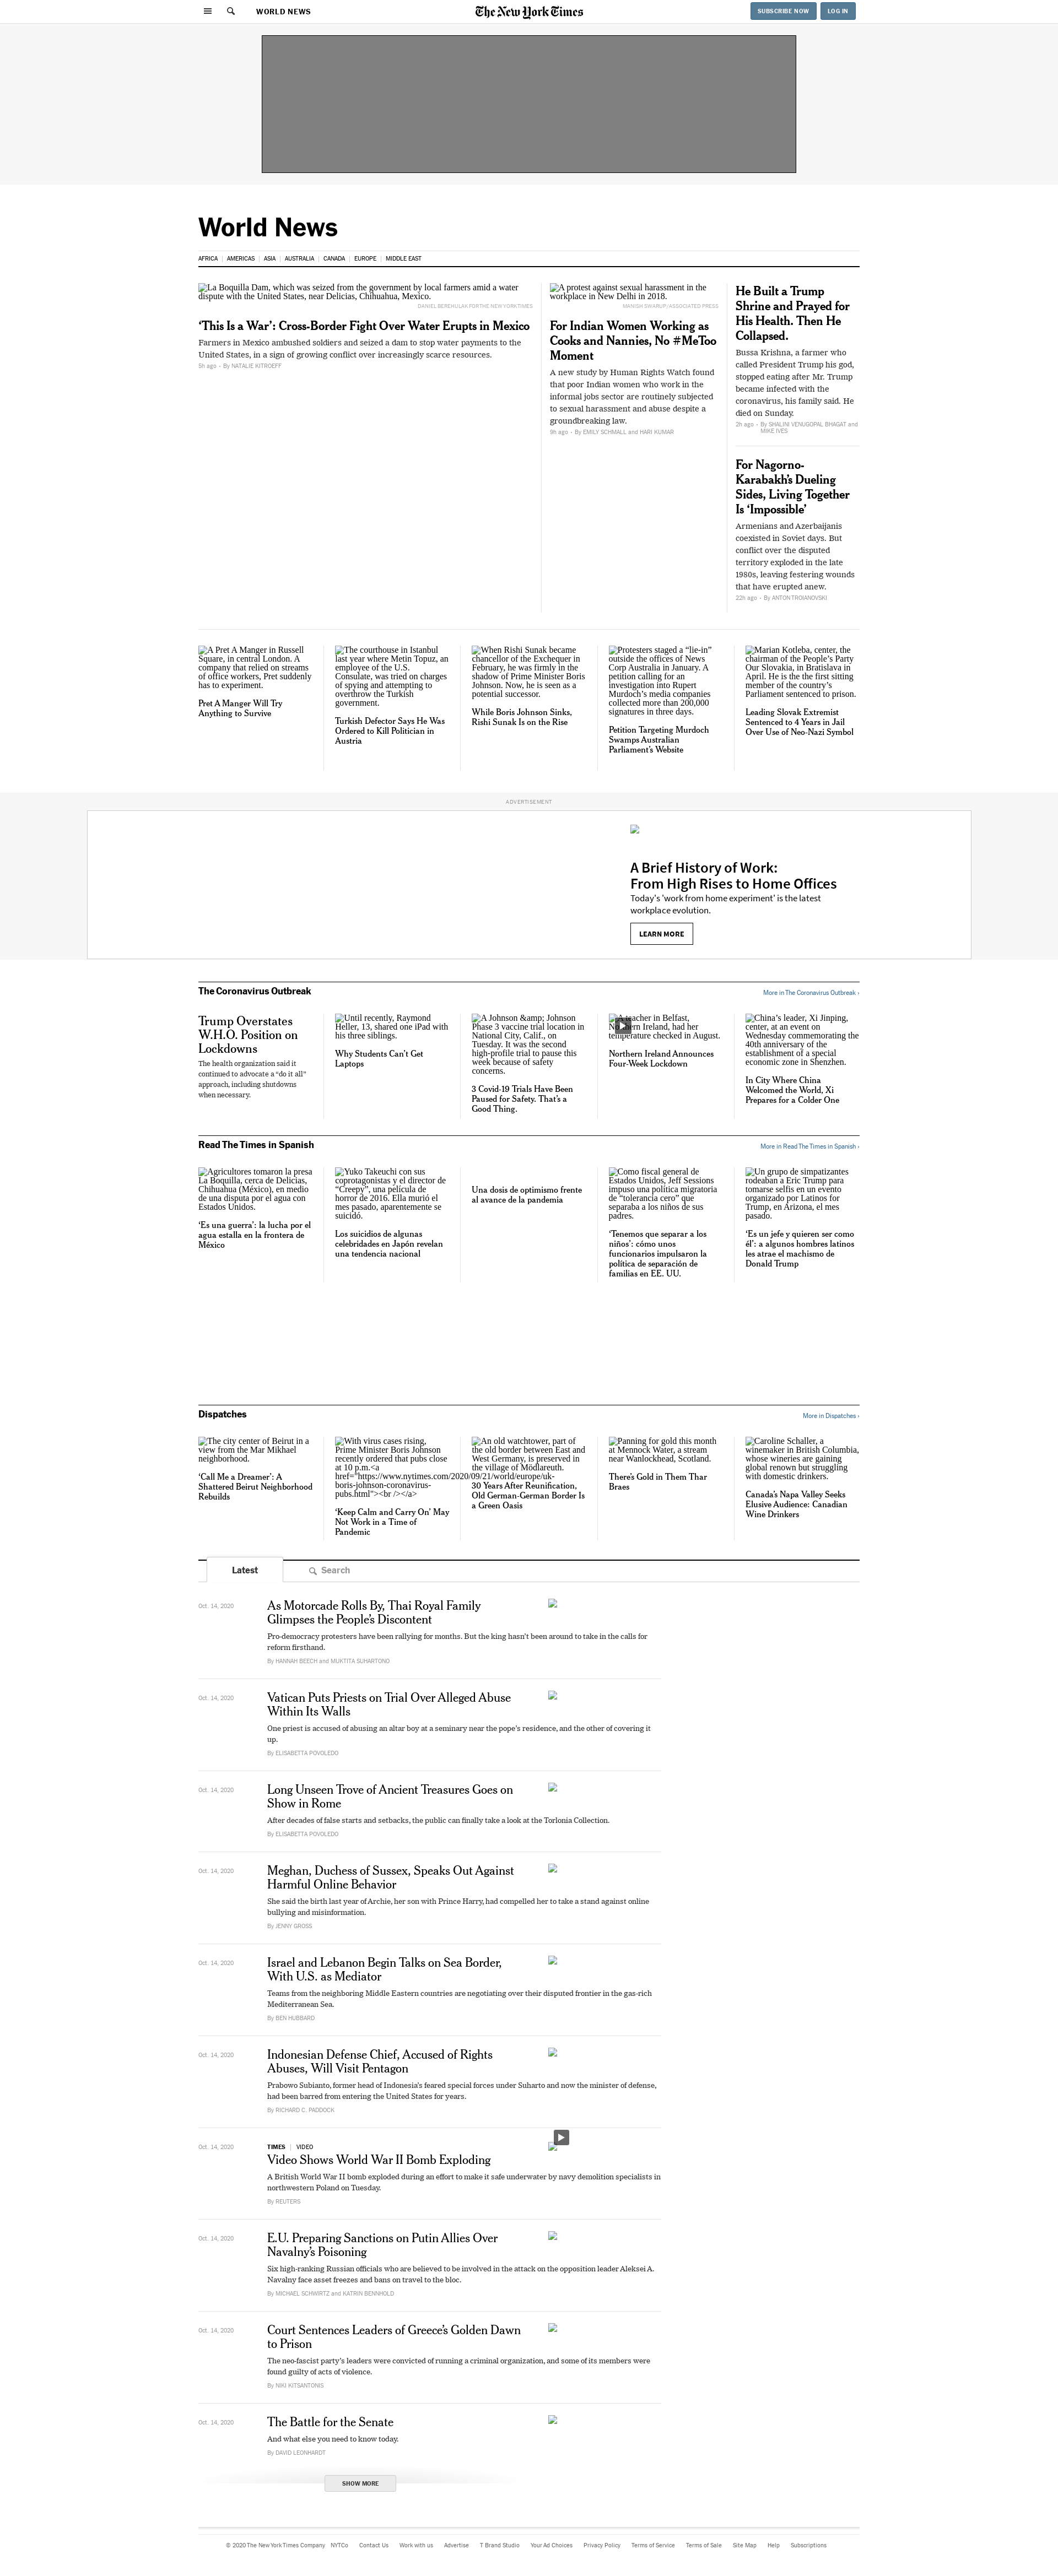 WORLD NEWS
The New York Times
SUBSCRIBE NOW
LOG IN
World News
AFRICA | AMERICAS | ASIA | AUSTRALIA | CANADA | EUROPE | MIDDLE EAST
La Boquilla Dam, which was seized from the government by local farmers amid a water
dispute with the United States, near Delicias, Chihuahua, Mexico.
DANIEL BEREHULAK FOR THE NEW YORK TIMES
‘This Is a War’: Cross-Border Fight Over Water Erupts in Mexico
Farmers in Mexico ambushed soldiers and seized a dam to stop water payments to the
United States, in a sign of growing conflict over increasingly scarce resources.
5h ago - By NATALIE KITROEFF
A protest against sexual harassment in the
workplace in New Delhi in 2018.
MANISH SWARUP/ASSOCIATED PRESS
For Indian Women Working as
Cooks and Nannies, No #MeToo
Moment
A new study by Human Rights Watch found
that poor Indian women who work in the
informal jobs sector are routinely subjected
to sexual harassment and abuse despite a
groundbreaking law.
9h ago - By EMILY SCHMALL and HARI KUMAR
He Built a Trump
Shrine and Prayed for
His Health. Then He
Collapsed.
Bussa Krishna, a farmer who
called President Trump his god,
stopped eating after Mr. Trump
became infected with the
coronavirus, his family said. He
died on Sunday.
2h ago - By SHALINI VENUGOPAL BHAGAT and
MIKE IVES
For Nagorno-
Karabakh’s Dueling
Sides, Living Together
Is ‘Impossible’
Armenians and Azerbaijanis
coexisted in Soviet days. But
conflict over the disputed
territory exploded in the late
1980s, leaving festering wounds
that have erupted anew.
22h ago - By ANTON TROIANOVSKI
A Pret A Manger in Russell
Square, in central London. A
company that relied on streams
of office workers, Pret suddenly
has to experiment.
Pret A Manger Will Try
Anything to Survive
The courthouse in Istanbul
last year where Metin Topuz, an
employee of the U.S.
Consulate, was tried on charges
of spying and attempting to
overthrow the Turkish
government.
Turkish Defector Says He Was
Ordered to Kill Politician in
Austria
When Rishi Sunak became
chancellor of the Exchequer in
February, he was firmly in the
shadow of Prime Minister Boris
Johnson. Now, he is seen as a
potential successor.
While Boris Johnson Sinks,
Rishi Sunak Is on the Rise
Protesters staged a “lie-in”
outside the offices of News
Corp Australia in January. A
petition calling for an
investigation into Rupert
Murdoch’s media companies
collected more than 200,000
signatures in three days.
Petition Targeting Murdoch
Swamps Australian
Parliament’s Website
Marian Kotleba, center, the
chairman of the People’s Party
Our Slovakia, in Bratislava in
April. He is the the first sitting
member of the country’s
Parliament sentenced to prison.
Leading Slovak Extremist
Sentenced to 4 Years in Jail
Over Use of Neo-Nazi Symbol
ADVERTISEMENT
A Brief History of Work:
From High Rises to Home Offices
Today's 'work from home experiment' is the latest
workplace evolution.
LEARN MORE
The Coronavirus Outbreak
More in The Coronavirus Outbreak ›
Trump Overstates
W.H.O. Position on
Lockdowns
The health organization said it
continued to advocate a “do it all”
approach, including shutdowns
when necessary.
Until recently, Raymond
Heller, 13, shared one iPad with
his three siblings.
Why Students Can’t Get
Laptops
A Johnson &amp; Johnson
Phase 3 vaccine trial location in
National City, Calif., on
Tuesday. It was the second
high-profile trial to pause this
week because of safety
concerns.
3 Covid-19 Trials Have Been
Paused for Safety. That’s a
Good Thing.
A teacher in Belfast,
Northern Ireland, had her
temperature checked in August.
Northern Ireland Announces
Four-Week Lockdown
China’s leader, Xi Jinping,
center, at an event on
Wednesday commemorating the
40th anniversary of the
establishment of a special
economic zone in Shenzhen.
In City Where China
Welcomed the World, Xi
Prepares for a Colder One
Read The Times in Spanish
More in Read The Times in Spanish ›
Agricultores tomaron la presa
La Boquilla, cerca de Delicias,
Chihuahua (México), en medio
de una disputa por el agua con
Estados Unidos.
‘Es una guerra’: la lucha por el
agua estalla en la frontera de
México
Yuko Takeuchi con sus
coprotagonistas y el director de
“Creepy”, una película de
horror de 2016. Ella murió el
mes pasado, aparentemente se
suicidó.
Los suicidios de algunas
celebridades en Japón revelan
una tendencia nacional
Una dosis de optimismo frente
al avance de la pandemia
Como fiscal general de
Estados Unidos, Jeff Sessions
impuso una política migratoria
de “tolerancia cero” que
separaba a los niños de sus
padres.
‘Tenemos que separar a los
niños’: cómo unos
funcionarios impulsaron la
política de separación de
familias en EE. UU.
Un grupo de simpatizantes
rodeaban a Eric Trump para
tomarse selfis en un evento
organizado por Latinos for
Trump, en Arizona, el mes
pasado.
‘Es un jefe y quieren ser como
él’: a algunos hombres latinos
les atrae el machismo de
Donald Trump
Dispatches
More in Dispatches ›
The city center of Beirut in a
view from the Mar Mikhael
neighborhood.
‘Call Me a Dreamer’: A
Shattered Beirut Neighborhood
Rebuilds
With virus cases rising,
Prime Minister Boris Johnson
recently ordered that pubs close
at 10 p.m.<a
href="https://www.nytimes.com/2020/09/21/world/europe/uk-
boris-johnson-coronavirus-
pubs.html"><br /></a>
‘Keep Calm and Carry On’ May
Not Work in a Time of
Pandemic
An old watchtower, part of
the old border between East and
West Germany, is preserved in
the village of Mödlareuth.
30 Years After Reunification,
Old German-German Border Is
a Green Oasis
Panning for gold this month
at Mennock Water, a stream
near Wanlockhead, Scotland.
There’s Gold in Them Thar
Braes
Caroline Schaller, a
winemaker in British Columbia,
whose wineries are gaining
global renown but struggling
with domestic drinkers.
Canada’s Napa Valley Seeks
Elusive Audience: Canadian
Wine Drinkers
Latest
Search
Oct. 14, 2020
As Motorcade Rolls By, Thai Royal Family
Glimpses the People’s Discontent
Pro-democracy protesters have been rallying for months. But the king hasn’t been around to take in the calls for
reform firsthand.
By HANNAH BEECH and MUKTITA SUHARTONO
Oct. 14, 2020
Vatican Puts Priests on Trial Over Alleged Abuse
Within Its Walls
One priest is accused of abusing an altar boy at a seminary near the pope’s residence, and the other of covering it
up.
By ELISABETTA POVOLEDO
Oct. 14, 2020
Long Unseen Trove of Ancient Treasures Goes on
Show in Rome
After decades of false starts and setbacks, the public can finally take a look at the Torlonia Collection.
By ELISABETTA POVOLEDO
Oct. 14, 2020
Meghan, Duchess of Sussex, Speaks Out Against
Harmful Online Behavior
She said the birth last year of Archie, her son with Prince Harry, had compelled her to take a stand against online
bullying and misinformation.
By JENNY GROSS
Oct. 14, 2020
Israel and Lebanon Begin Talks on Sea Border,
With U.S. as Mediator
Teams from the neighboring Middle Eastern countries are negotiating over their disputed frontier in the gas-rich
Mediterranean Sea.
By BEN HUBBARD
Oct. 14, 2020
Indonesian Defense Chief, Accused of Rights
Abuses, Will Visit Pentagon
Prabowo Subianto, former head of Indonesia’s feared special forces under Suharto and now the minister of defense,
had been barred from entering the United States for years.
By RICHARD C. PADDOCK
Oct. 14, 2020
TIMES | VIDEO
Video Shows World War II Bomb Exploding
A British World War II bomb exploded during an effort to make it safe underwater by navy demolition specialists in
northwestern Poland on Tuesday.
By REUTERS
Oct. 14, 2020
E.U. Preparing Sanctions on Putin Allies Over
Navalny’s Poisoning
Six high-ranking Russian officials who are believed to be involved in the attack on the opposition leader Aleksei A.
Navalny face asset freezes and bans on travel to the bloc.
By MICHAEL SCHWIRTZ and KATRIN BENNHOLD
Oct. 14, 2020
Court Sentences Leaders of Greece’s Golden Dawn
to Prison
The neo-fascist party’s leaders were convicted of running a criminal organization, and some of its members were
found guilty of acts of violence.
By NIKI KITSANTONIS
Oct. 14, 2020
The Battle for the Senate
And what else you need to know today.
By DAVID LEONHARDT
SHOW MORE
© 2020 The New York Times Company NYTCo Contact Us Work with us Advertise T Brand Studio Your Ad Choices Privacy Policy Terms of Service Terms of Sale Site Map Help Subscriptions